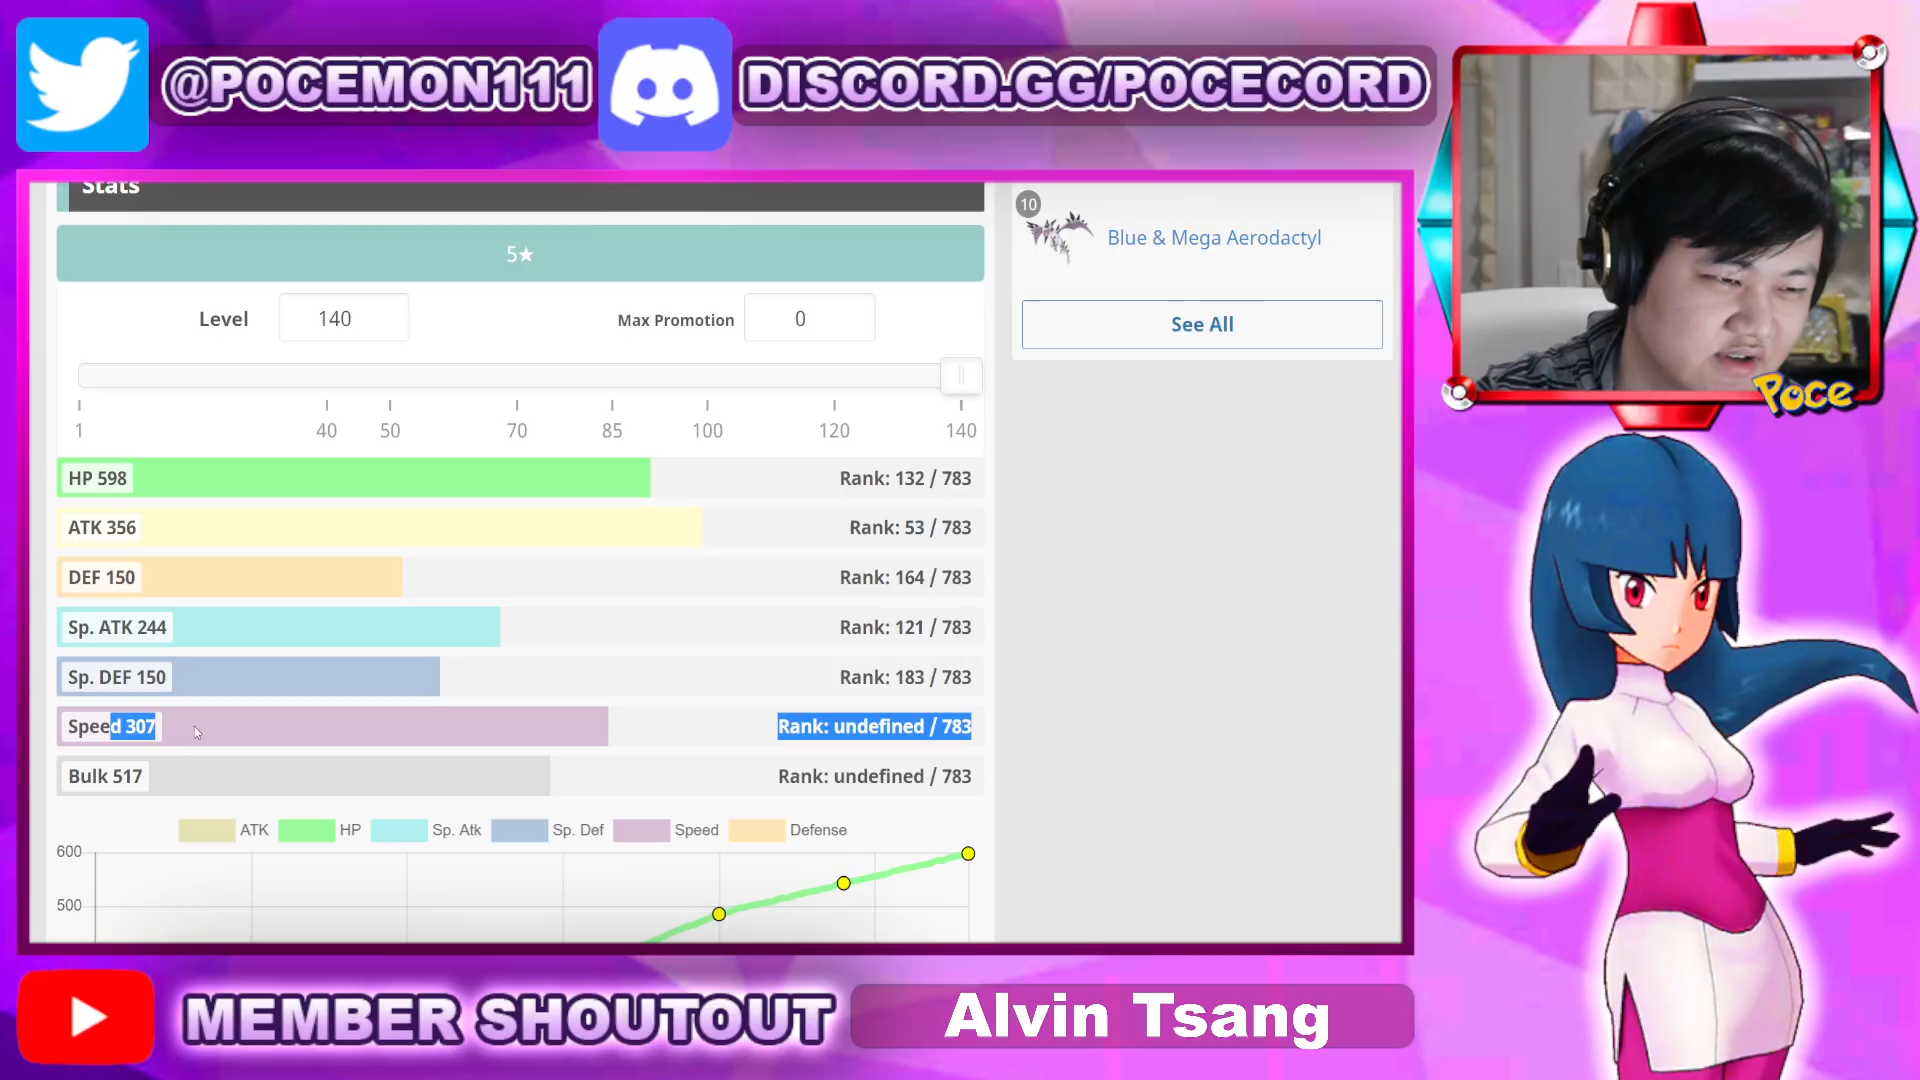 @POCEMON111
DISCORD.GG/POCECORD
Stats
5★
Level 140 Max Promotion 0
1 40 50 70 85 100 120 140
HP 598 Rank: 132 / 783
ATK 356 Rank: 53 / 783
DEF 150 Rank: 164 / 783
Sp. ATK 244 Rank: 121 / 783
Sp. DEF 150 Rank: 183 / 783
Speed 307 Rank: undefined / 783
Bulk 517 Rank: undefined / 783
ATK HP Sp. Atk Sp. Def Speed Defense
600
500
10
Blue & Mega Aerodactyl
See All
Poce
MEMBER SHOUTOUT
Alvin Tsang